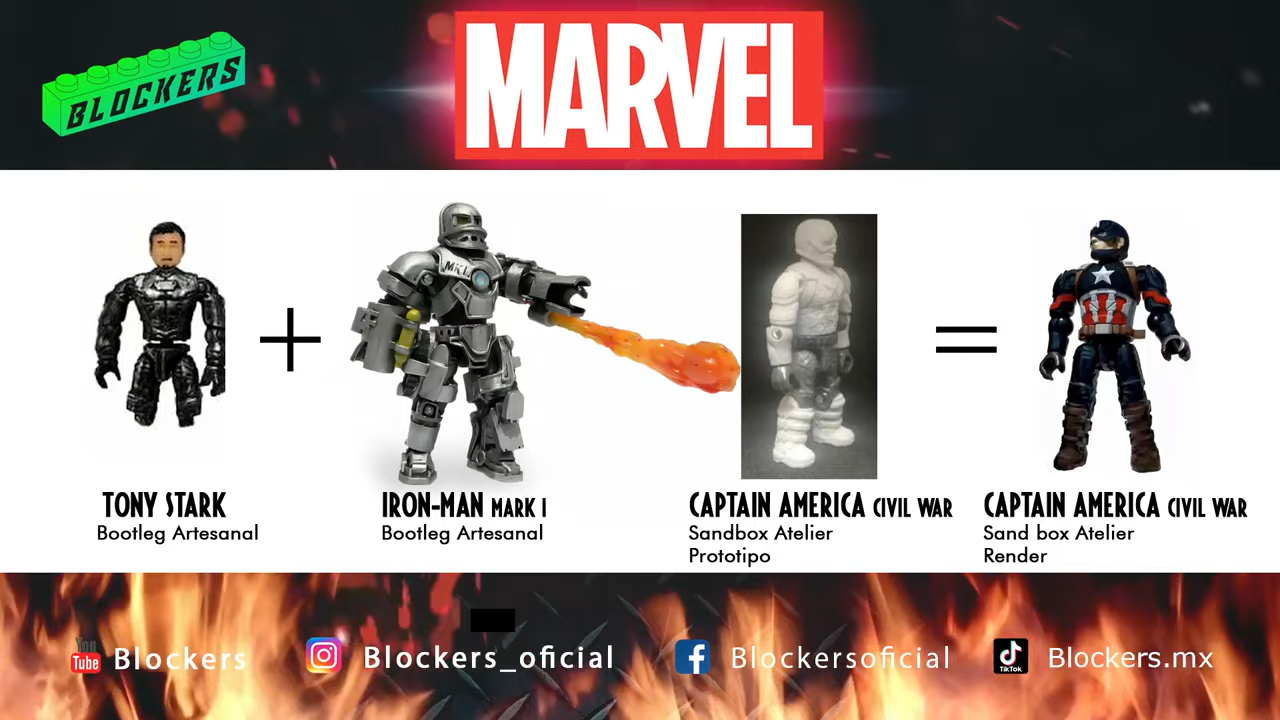 BLOCKERS
MARVEL
MK I
TONY STARK
Bootleg Artesanal
IRON-MAN MARK I
Bootleg Artesanal
CAPTAIN AMERICA CIVIL WAR
Sandbox Atelier
Prototipo
CAPTAIN AMERICA CIVIL WAR
Sand box Atelier
Render
You
Tube
Blockers
Blockers_oficial
Blockersoficial
TikTok
Blockers.mx